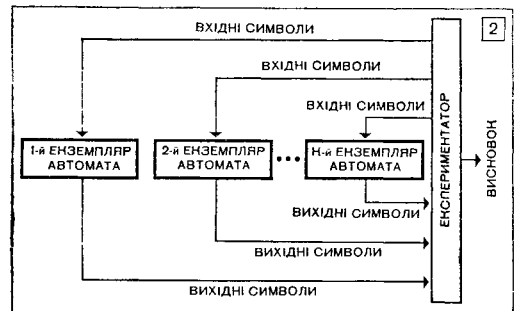 ВХІДНІ СИМВОЛИ
2
ВХІДНІ СИМВОЛИ
ВХІДНІ СИМВОЛИ
1-й ЕКЗЕМПЛЯР
АВТОМАТА
2-й ЕКЗЕМПЛЯР
АВТОМАТА
Н-й ЕКЗЕМПЛЯР
АВТОМАТА
ЕКСПЕРИМЕНТАТОР
ВИСНОВОК
ВИХІДНІ СИМВОЛИ
ВИХІДНІ СИМВОЛИ
ВИХІДНІ СИМВОЛИ